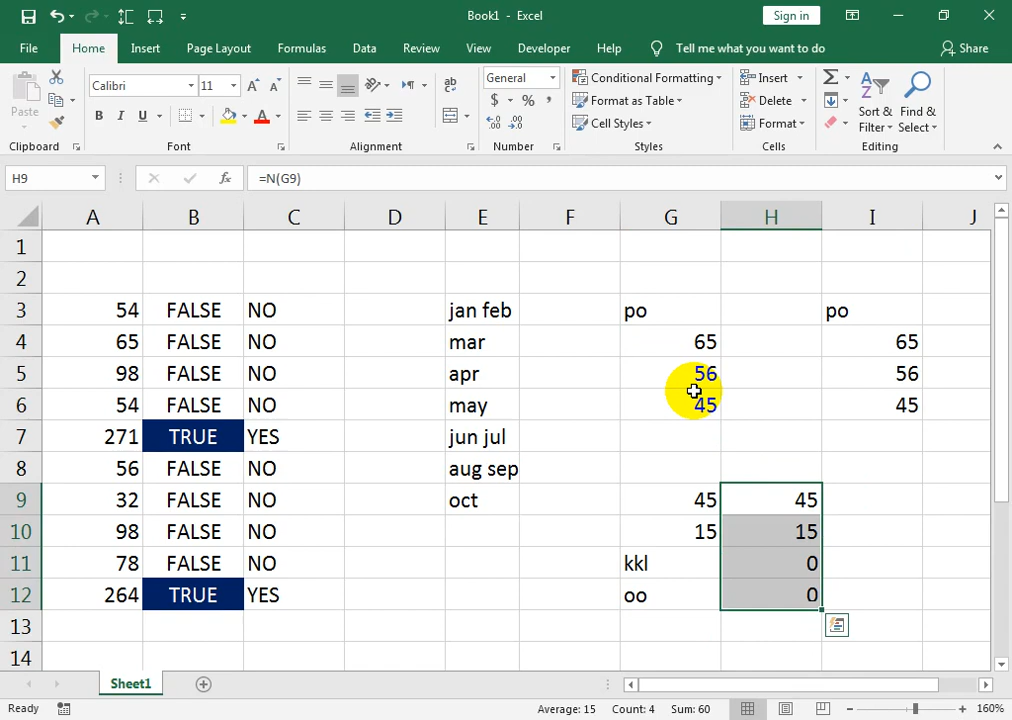 Book1 - Excel
Sign in
File Home Insert Page Layout Formulas Data Review View Developer Help Tell me what you want to do Share
Paste
Calibri 11 A A
B I U A
ab
General
$ % ,
Conditional Formatting
Format as Table
Cell Styles
Insert
Delete
Format
Sort & Filter
Find & Select
Clipboard Font Alignment Number Styles Cells Editing
H9 fx =N(G9)
A B C D E F G H I J
1
2
3 54 FALSE NO jan feb po po
4 65 FALSE NO mar 65 65
5 98 FALSE NO apr 56 56
6 54 FALSE NO may 45 45
7 271 TRUE YES jun jul
8 56 FALSE NO aug sep
9 32 FALSE NO oct 45 45
10 98 FALSE NO 15 15
11 78 FALSE NO kkl 0
12 264 TRUE YES oo 0
13
14
Sheet1
Ready Average: 15 Count: 4 Sum: 60 160%